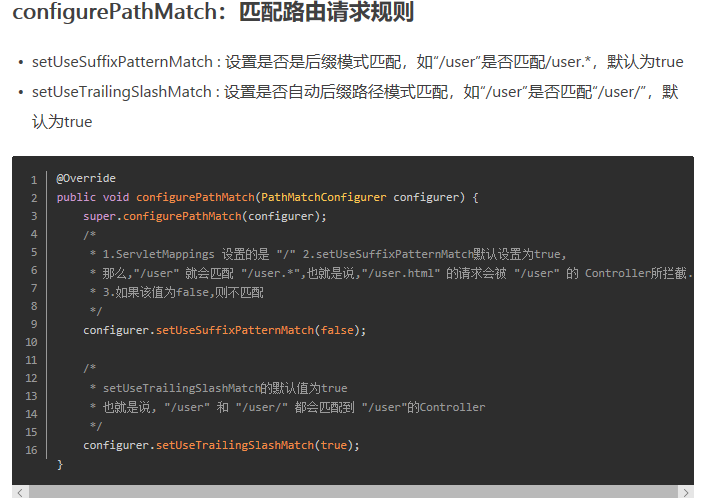 configurePathMatch：匹配路由请求规则
• setUseSuffixPatternMatch : 设置是否是后缀模式匹配，如“/user”是否匹配/user.*，默认为true
• setUseTrailingSlashMatch : 设置是否自动后缀路径模式匹配，如“/user”是否匹配“/user/”，默
认为true
1 @Override
2 public void configurePathMatch(PathMatchConfigurer configurer) {
3 super.configurePathMatch(configurer);
4 /*
5 * 1.ServletMappings 设置的是 "/" 2.setUseSuffixPatternMatch默认设置为true,
6 * 那么,"/user" 就会匹配 "/user.*",也就是说,"/user.html" 的请求会被 "/user" 的 Controller所拦截.
7 * 3.如果该值为false,则不匹配
8 */
9 configurer.setUseSuffixPatternMatch(false);
10
11 /*
12 * setUseTrailingSlashMatch的默认值为true
13 * 也就是说, "/user" 和 "/user/" 都会匹配到 "/user"的Controller
14 */
15 configurer.setUseTrailingSlashMatch(true);
16 }